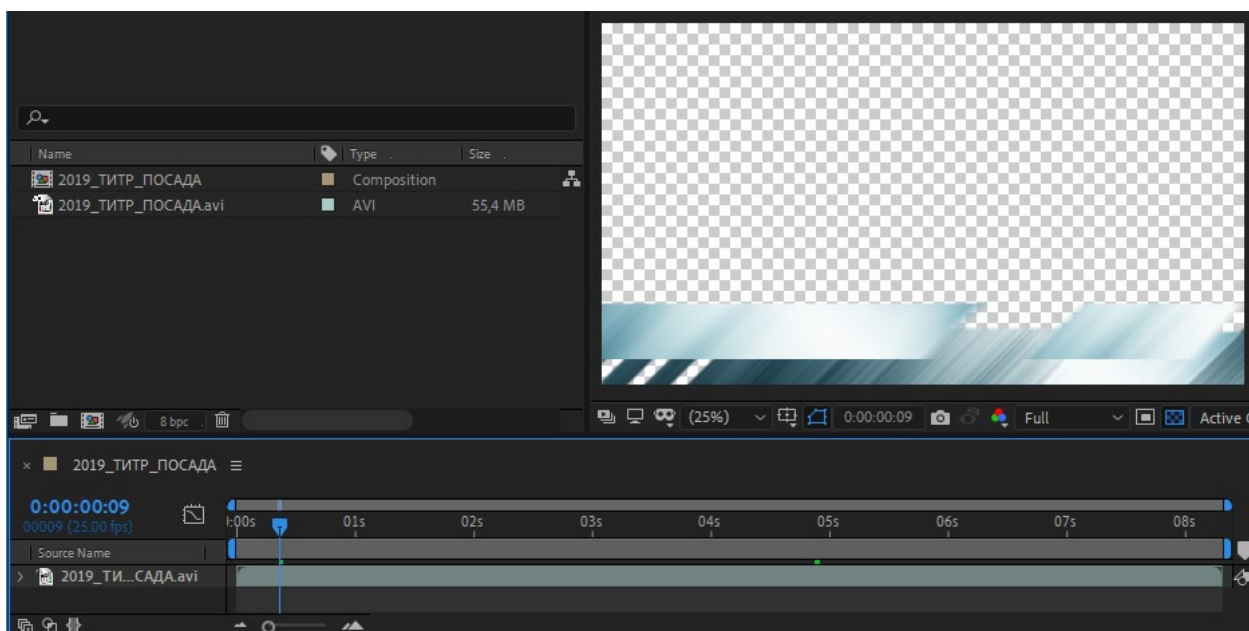 Name Type Size
2019_ТИТР_ПОСАДА Composition
2019_ТИТР_ПОСАДА.avi AVI 55,4 MB
8 bpc
(25%) 0:00:00:09 Full Active
2019_ТИТР_ПОСАДА
0:00:00:09
00009 (25.00 fps)
:00s 01s 02s 03s 04s 05s 06s 07s 08s
Source Name
2019_ТИ...САДА.avi